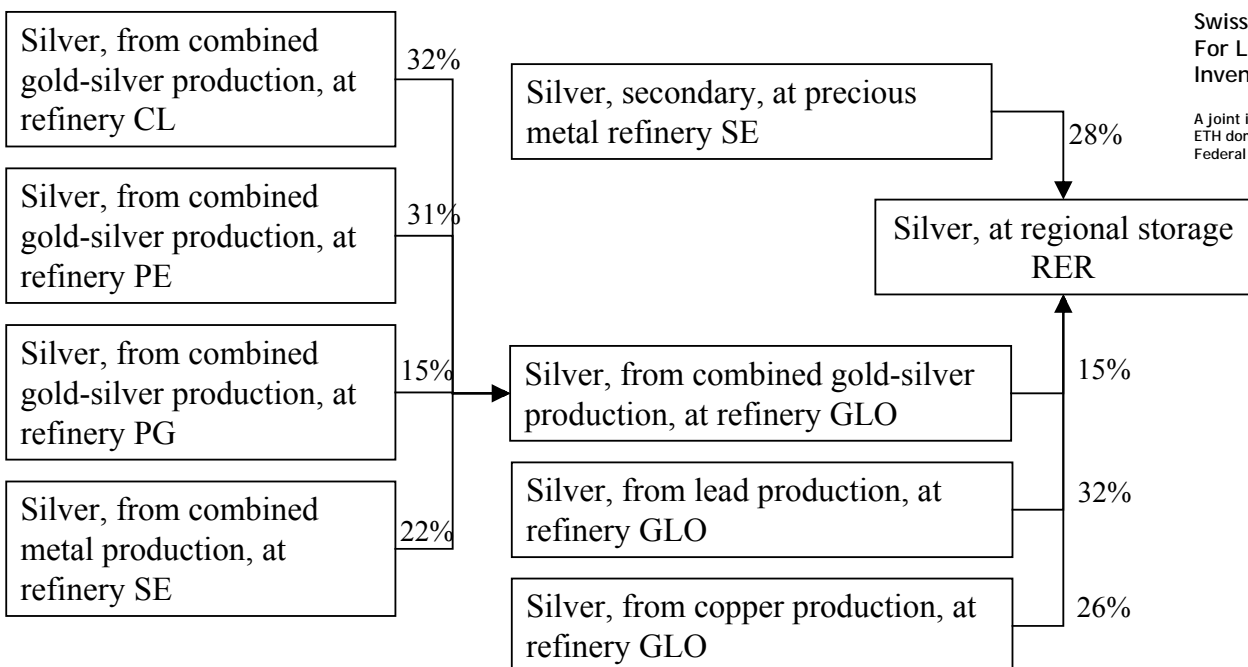 Silver, from combined
gold-silver production, at
refinery CL
32%
Silver, from combined
gold-silver production, at
refinery PE
31%
Silver, from combined
gold-silver production, at
refinery PG
15%
Silver, from combined
metal production, at
refinery SE
22%
Silver, secondary, at precious
metal refinery SE
28%
Silver, at regional storage
RER
Silver, from combined gold-silver
production, at refinery GLO
15%
Silver, from lead production, at
refinery GLO
32%
Silver, from copper production, at
refinery GLO
26%
Swiss
For L
Inven
A joint i
ETH dor
Federal